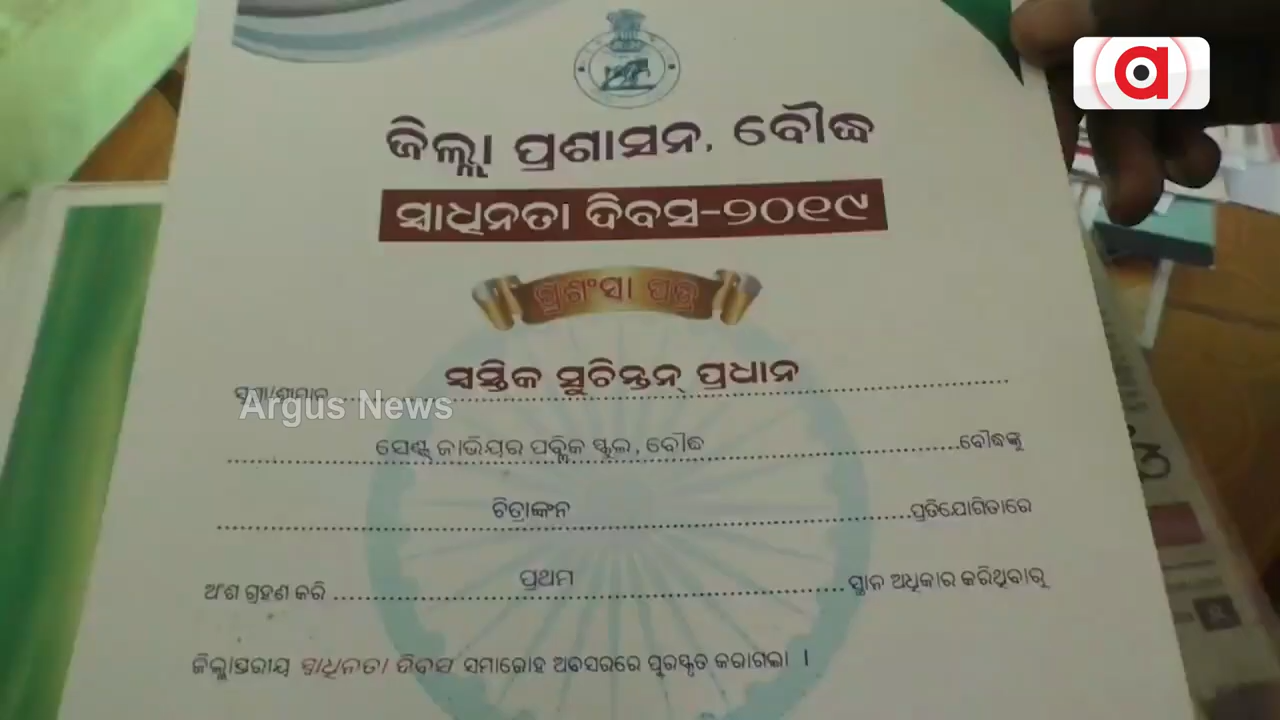 ଜିଲ୍ଲା ପ୍ରଶାସନ, ବୌଦ୍ଧ
ସ୍ୱାଧିନତା ଦିବସ-୨୦୧୯
ପ୍ରଶଂସା ପତ୍ର
ସ୍ୱସ୍ତିକ ସୁଚିନ୍ତନ୍ ପ୍ରଧାନ
Argus News
ସେଣ୍ଟ୍ ଜାଭିୟର ପବ୍ଲିକ ସ୍କୁଲ, ବୌଦ୍ଧ ବୌଦ୍ଧଙ୍କୁ
ଚିତ୍ରାଙ୍କନ ପ୍ରତିଯୋଗିତାରେ
ଅଂଶ ଗ୍ରହଣ କରି ପ୍ରଥମ ସ୍ଥାନ ଅଧିକାର କରିଥିବାରୁ
ଜିଲ୍ଲାସ୍ତରୀୟ ସ୍ୱାଧିନତା ଦିବସ ସମାରୋହ ଅବସରରେ ପୁରସ୍କୃତ କରାଗଲା ।